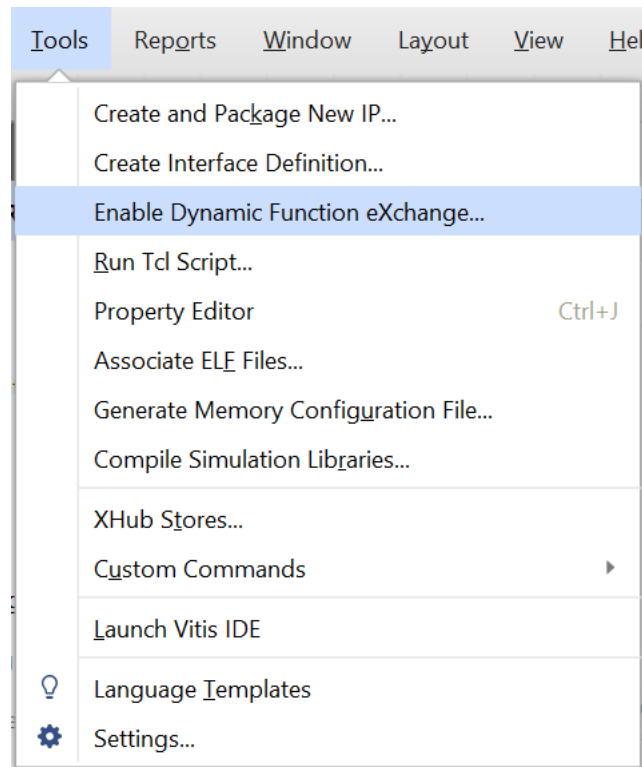 Tools Reports Window Layout View Hel
Create and Package New IP...
Create Interface Definition...
Enable Dynamic Function eXchange...
Run Tcl Script...
Property Editor Ctrl+J
Associate ELF Files...
Generate Memory Configuration File...
Compile Simulation Libraries...
XHub Stores...
Custom Commands
Launch Vitis IDE
Language Templates
Settings...